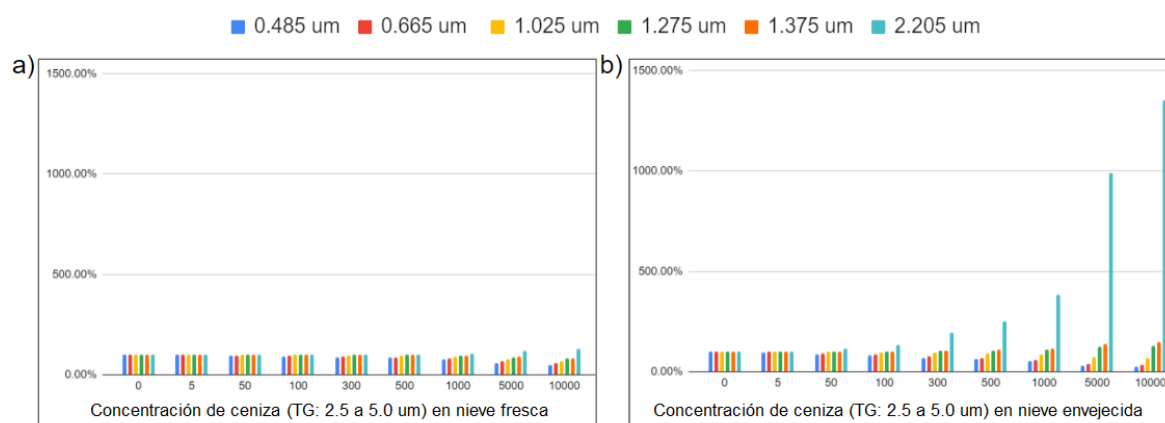 0.485 um 0.665 um 1.025 um 1.275 um 1.375 um 2.205 um
a)
1500.00%
1000.00%
500.00%
0.00%
0 5 50 100 300 500 1000 5000 10000
Concentración de ceniza (TG: 2.5 a 5.0 um) en nieve fresca
b)
1500.00%
1000.00%
500.00%
0.00%
0 5 50 100 300 500 1000 5000 10000
Concentración de ceniza (TG: 2.5 a 5.0 um) en nieve envejecida